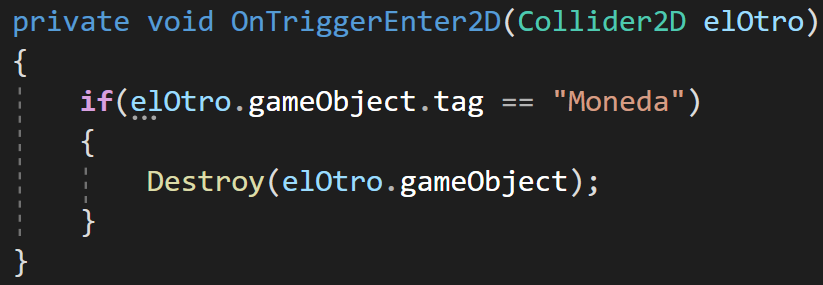 private void OnTriggerEnter2D(Collider2D elOtro)
{
if(elOtro.gameObject.tag == "Moneda")
{
Destroy(elOtro.gameObject);
}
}